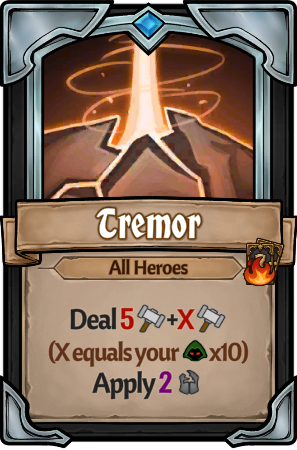 Tremor
All Heroes
Deal 5 +X
(X equals your x10)
Apply 2